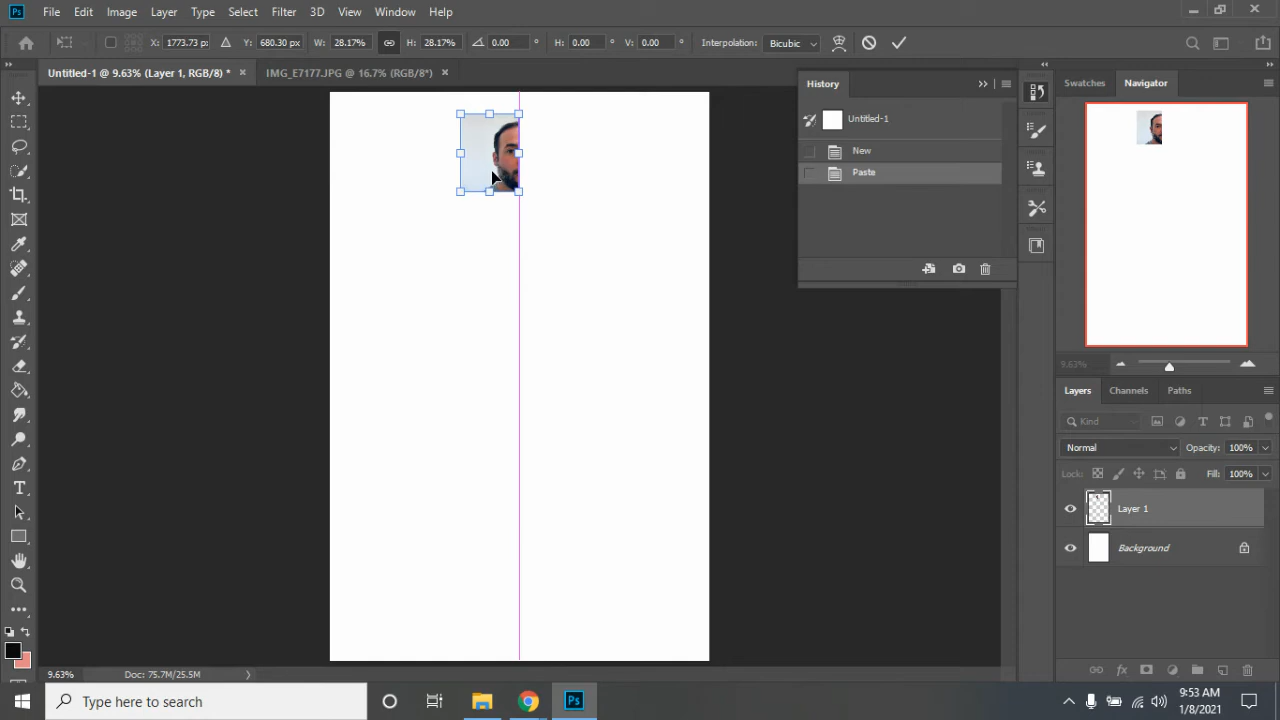 Ps File Edit Image Layer Type Select Filter 3D View Window Help
X: 1773.73 px Y: 680.30 px W: 28.17% H: 28.17% 0.00 ° H: 0.00 ° V: 0.00 ° Interpolation: Bicubic
Untitled-1 @ 9.63% (Layer 1, RGB/8) * × IMG_E7177.JPG @ 16.7% (RGB/8*) ×
History
Untitled-1
New
Paste
Swatches Navigator
9.63%
Layers Channels Paths
Kind
Normal Opacity: 100%
Lock: Fill: 100%
Layer 1
Background
9.63% Doc: 75.7M/25.5M
Type here to search
Ps
9:53 AM
1/8/2021